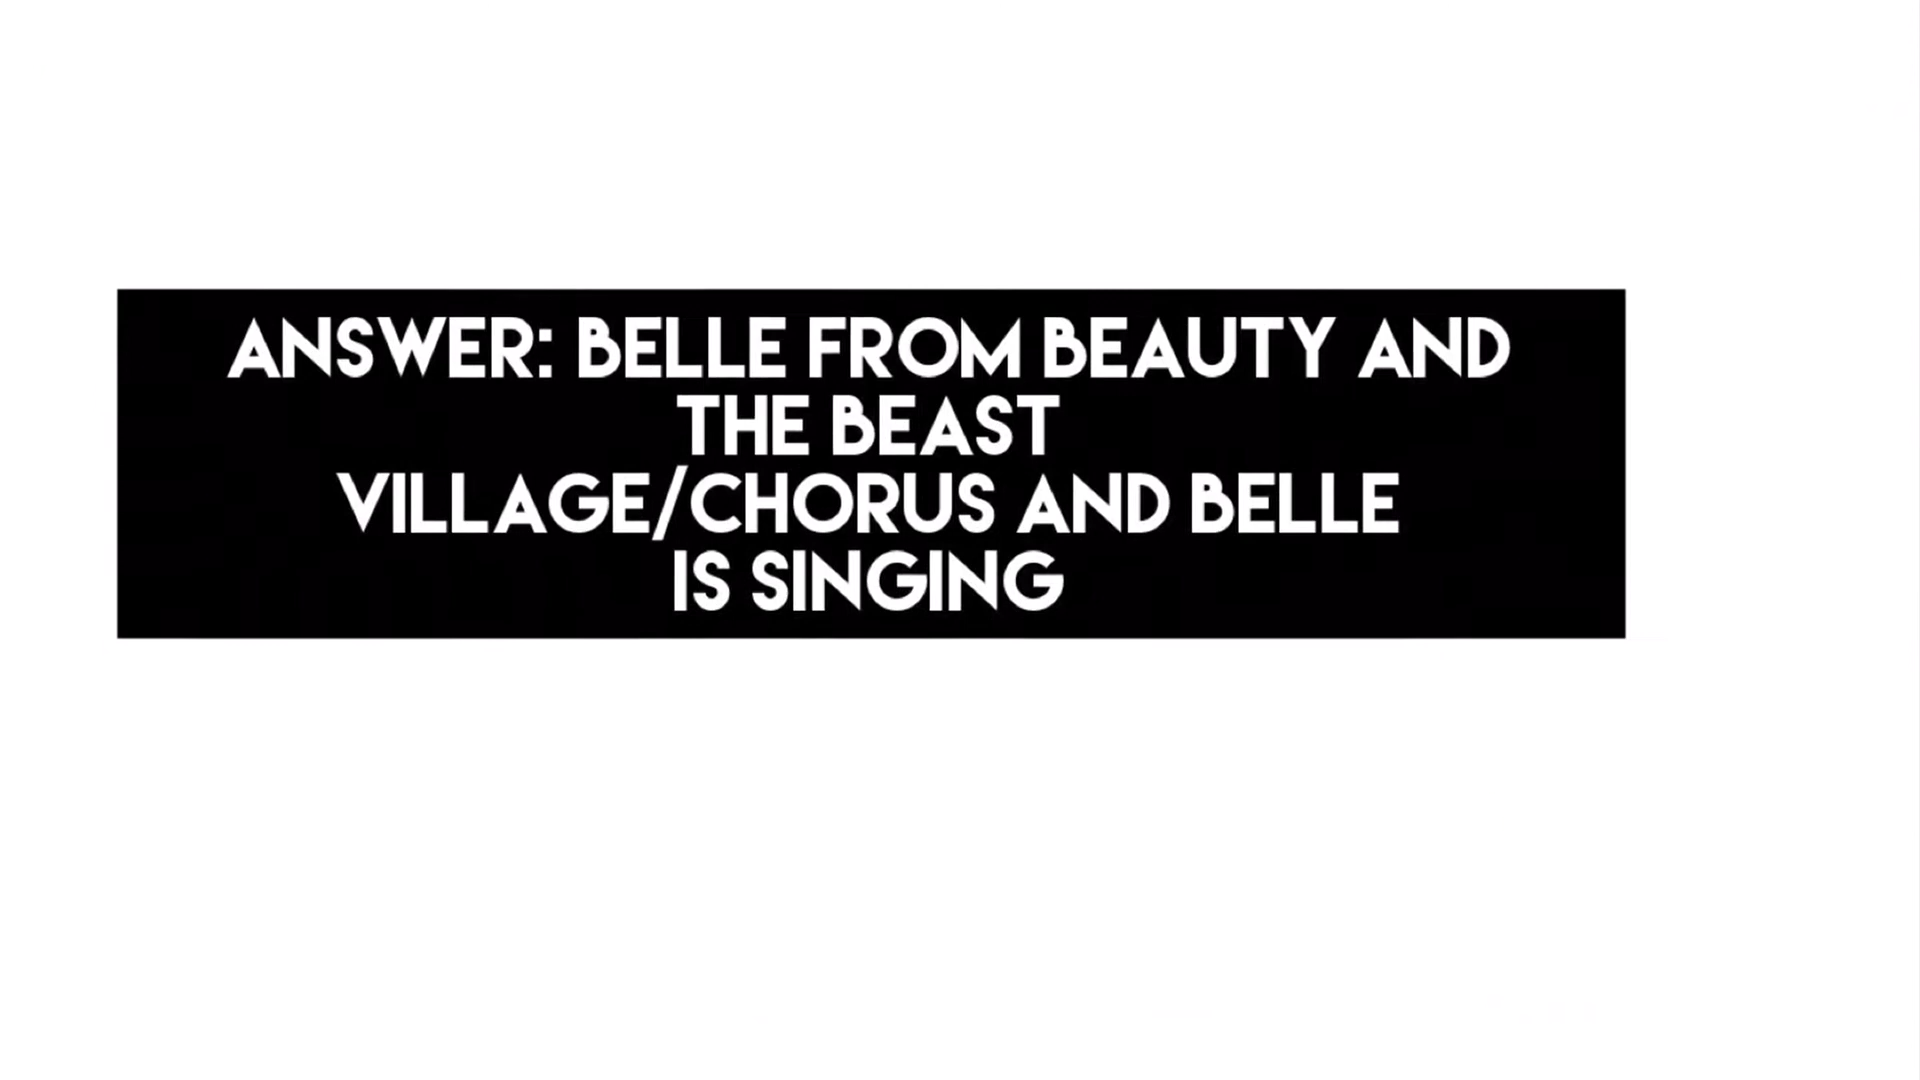 ANSWER: BELLE FROM BEAUTY AND
THE BEAST
VILLAGE/CHORUS AND BELLE
IS SINGING